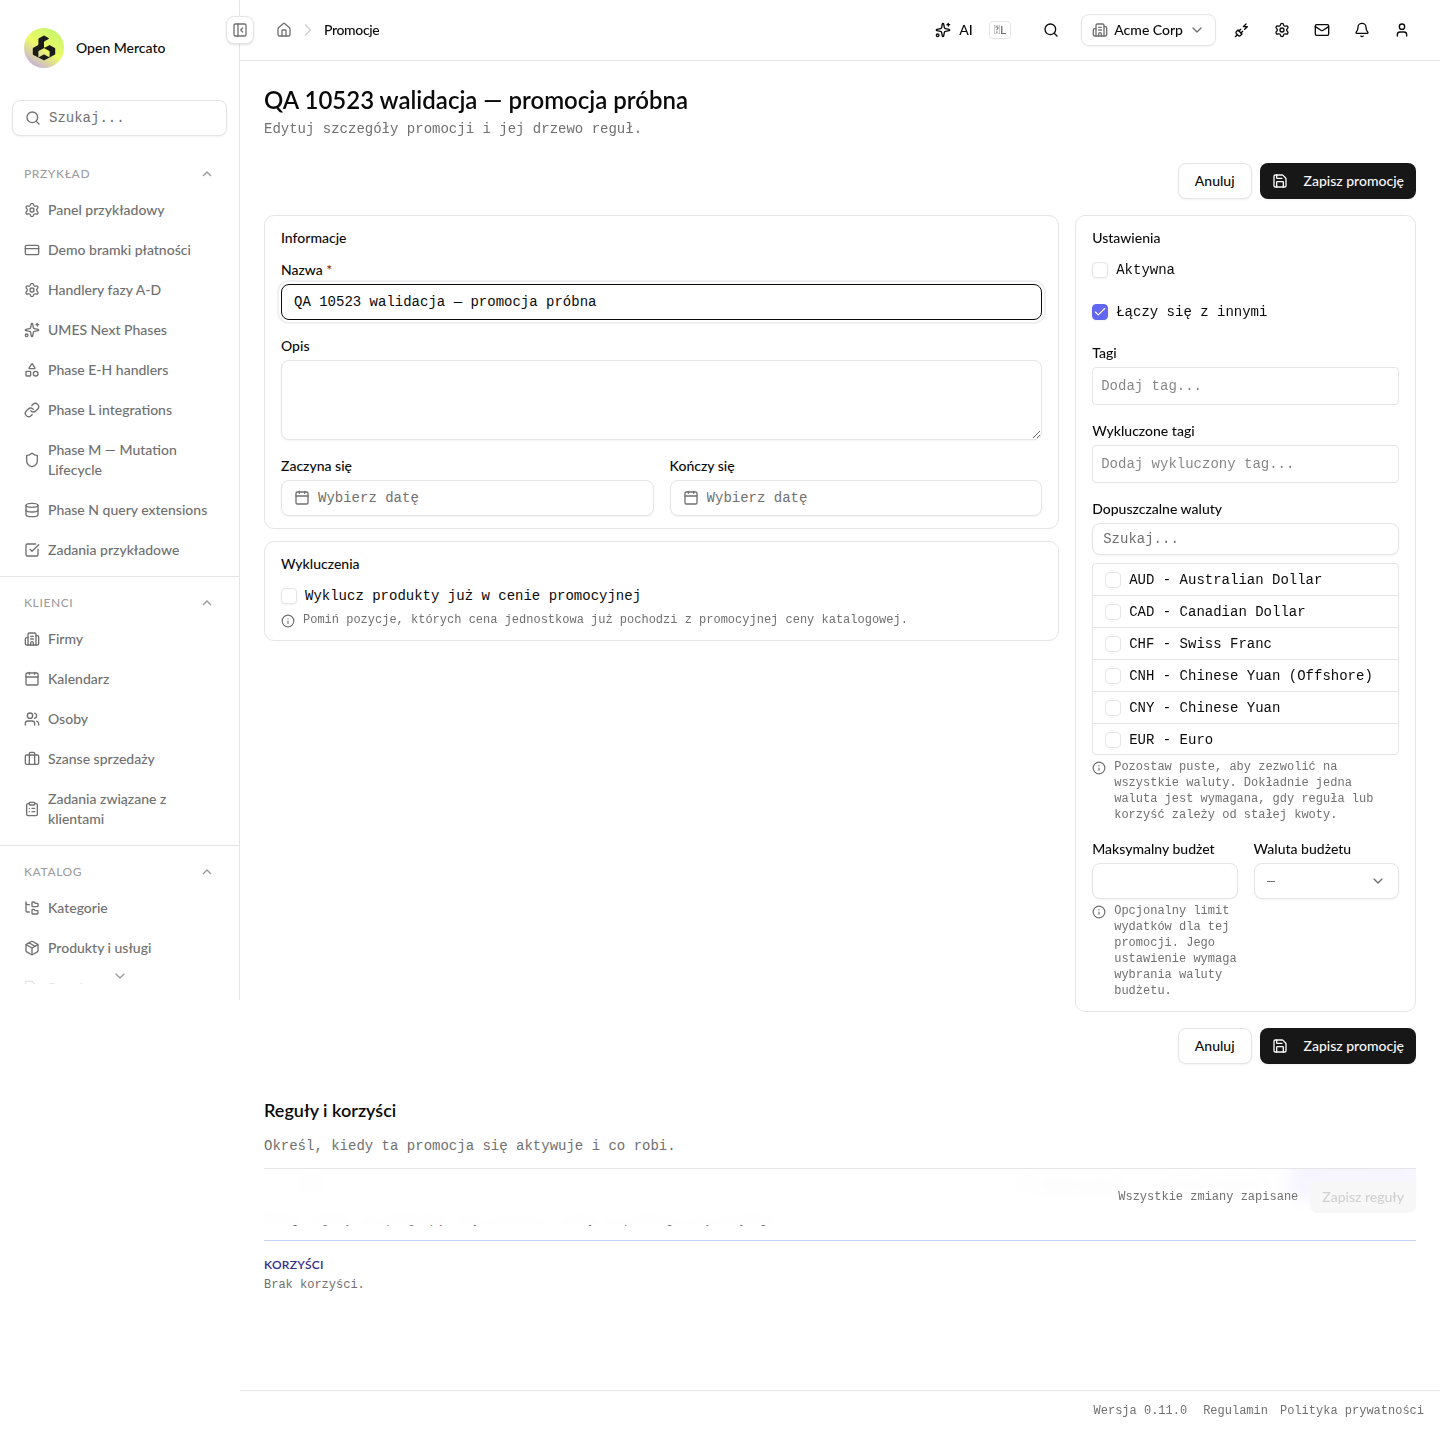 Open Mercato
Promocje
AI
L
Acme Corp
Szukaj...
PRZYKŁAD
Panel przykładowy
Demo bramki płatności
Handlery fazy A-D
UMES Next Phases
Phase E-H handlers
Phase L integrations
Phase M — Mutation
Lifecycle
Phase N query extensions
Zadania przykładowe
KLIENCI
Firmy
Kalendarz
Osoby
Szanse sprzedaży
Zadania związane z
klientami
KATALOG
Kategorie
Produkty i usługi
QA 10523 walidacja — promocja próbna
Edytuj szczegóły promocji i jej drzewo reguł.
Anuluj
Zapisz promocję
Informacje
Nazwa *
QA 10523 walidacja — promocja próbna
Opis
Zaczyna się
Kończy się
Wybierz datę
Wybierz datę
Wykluczenia
Wyklucz produkty już w cenie promocyjnej
Pomiń pozycje, których cena jednostkowa już pochodzi z promocyjnej ceny katalogowej.
Ustawienia
Aktywna
Łączy się z innymi
Tagi
Dodaj tag...
Wykluczone tagi
Dodaj wykluczony tag...
Dopuszczalne waluty
Szukaj...
AUD - Australian Dollar
CAD - Canadian Dollar
CHF - Swiss Franc
CNH - Chinese Yuan (Offshore)
CNY - Chinese Yuan
EUR - Euro
Pozostaw puste, aby zezwolić na
wszystkie waluty. Dokładnie jedna
waluta jest wymagana, gdy reguła lub
korzyść zależy od stałej kwoty.
Maksymalny budżet
Waluta budżetu
—
Opcjonalny limit
wydatków dla tej
promocji. Jego
ustawienie wymaga
wybrania waluty
budżetu.
Anuluj
Zapisz promocję
Reguły i korzyści
Określ, kiedy ta promocja się aktywuje i co robi.
Wszystkie zmiany zapisane
Zapisz reguły
KORZYŚCI
Brak korzyści.
Wersja 0.11.0
Regulamin
Polityka prywatności